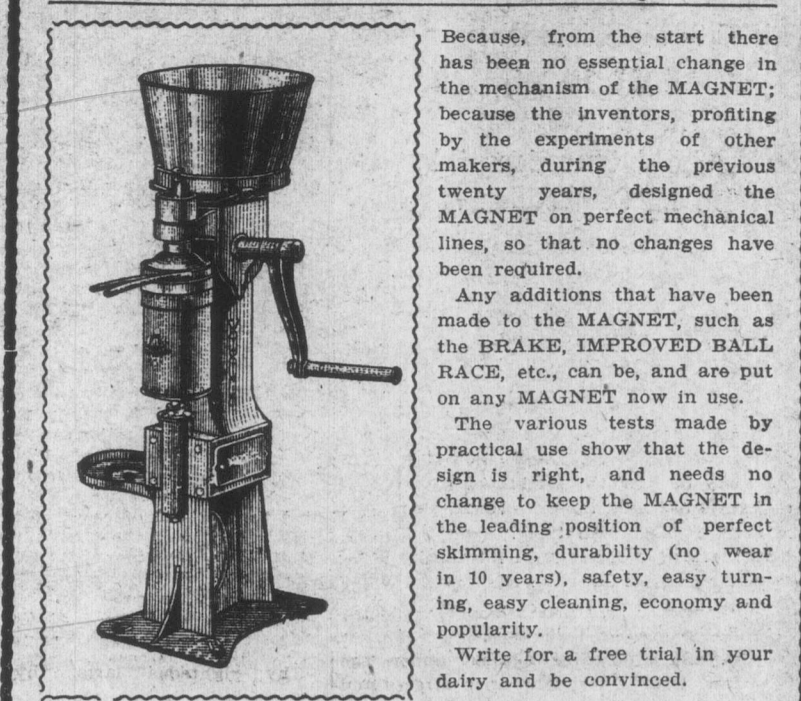 Because, from the start there
has been no essential change in
the mechanism of the MAGNET;
because the inventors, profiting
by the experiments of other
makers, during the previous
twenty years, designed the
MAGNET on perfect mechanical
lines, so that no changes have
been required.
Any additions that have been
made to the MAGNET, such as
the BRAKE, IMPROVED BALL
RACE, etc., can be, and are put
on any MAGNET now in use.
The various tests made by
practical use show that the de-
sign is right, and needs no
change to keep the MAGNET in
the leading position of perfect
skimming, durability (no wear
in 10 years), safety, easy turn-
ing, easy cleaning, economy and
popularity.
Write for a free trial in your
dairy and be convinced.